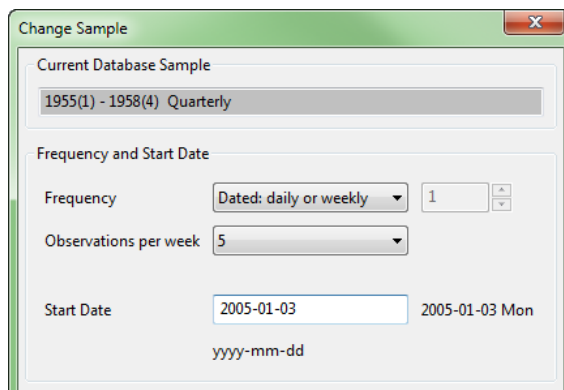 Change Sample
Current Database Sample
1955(1) - 1958(4) Quarterly
Frequency and Start Date
Frequency Dated: daily or weekly 1
Observations per week 5
Start Date 2005-01-03 2005-01-03 Mon
yyyy-mm-dd